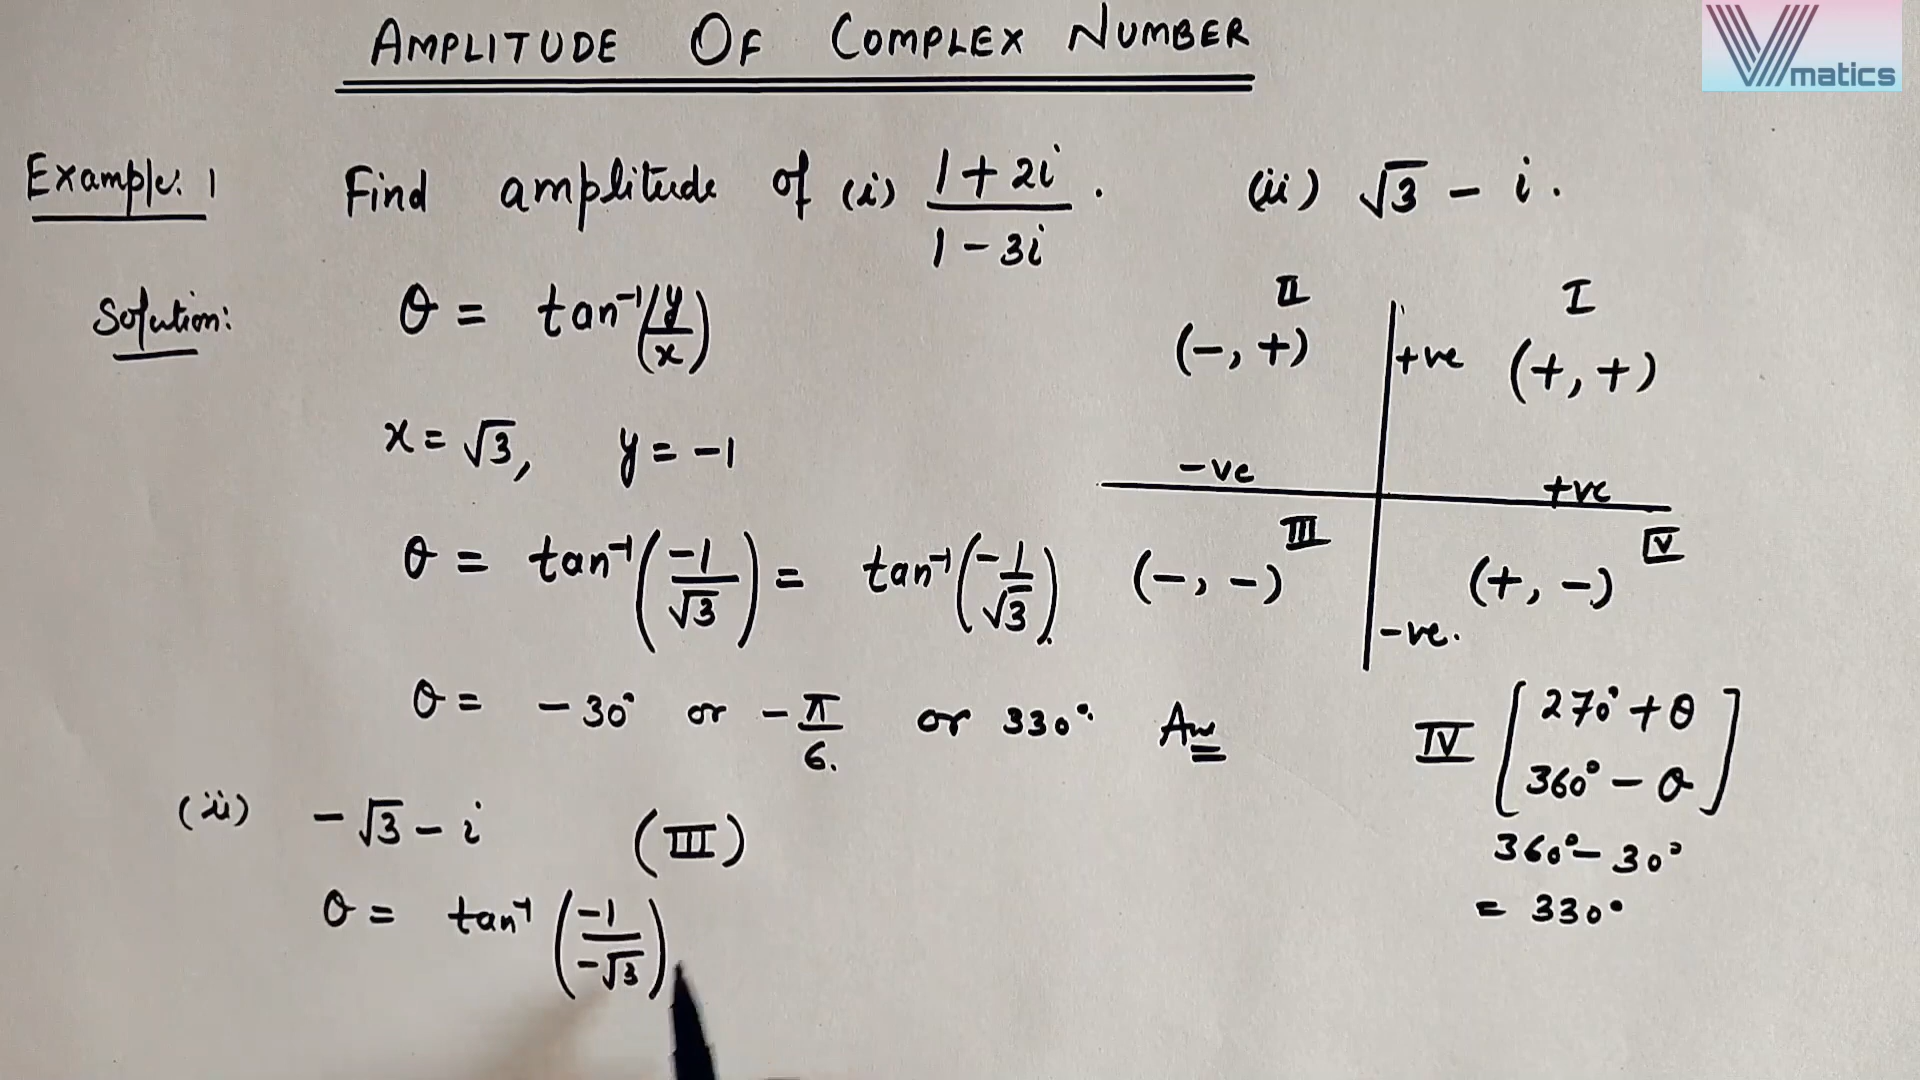 AMPLITUDE OF COMPLEX NUMBER
Vmatics
Example: 1 Find amplitude of (i) 1+2i / 1-3i . (ii) √3 - i .
Solution: θ = tan⁻¹(y/x)
x = √3, y = -1
θ = tan⁻¹(-1/√3) = tan⁻¹(-1/√3).
θ = -30° or -π/6. or 330°. Ans
(ii) -√3 - i (III)
θ = tan⁻¹(-1/-√3)
II I
(-, +) +ve (+, +)
-ve +ve
III IV
(-, -) (+, -)
-ve.
IV [270° + θ
360° - θ]
360° - 30°
= 330°